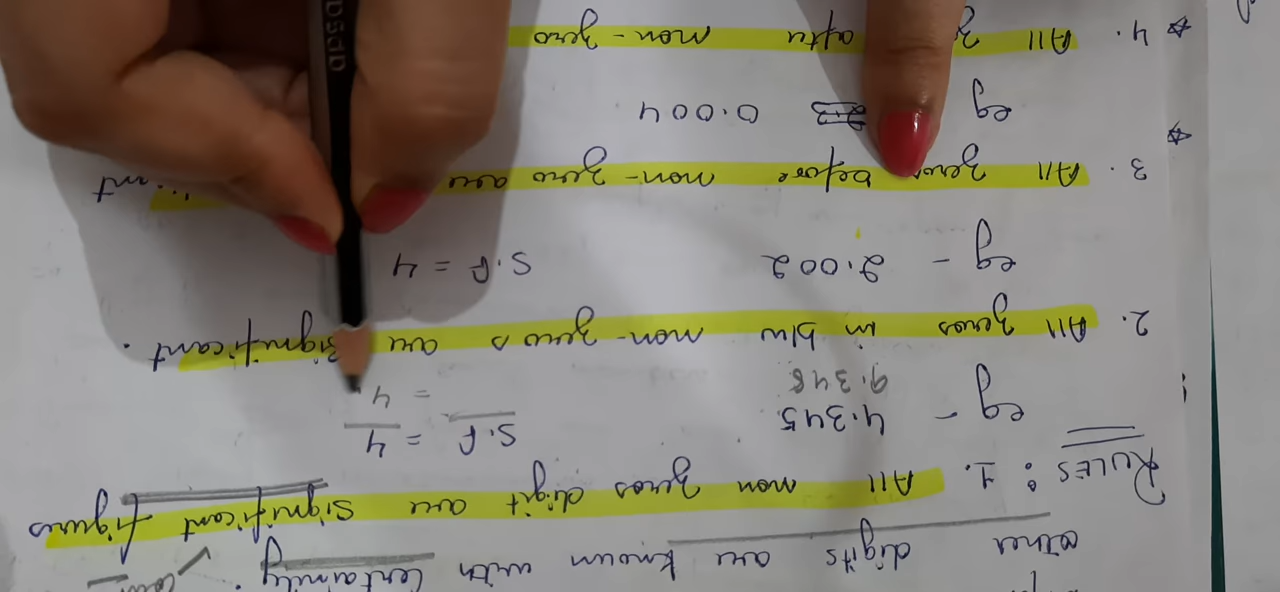 other digits are known with certainity.
RULES : 1. All non zeros digit are significant figures
eg - 4.345 S.F = 4
9.348 = 4
2. All zeros in b/w non-zeros are significant.
eg - 2.002 S.F = 4
3. All zeros before non-zero are
eg 0.004
4. All after non-zero